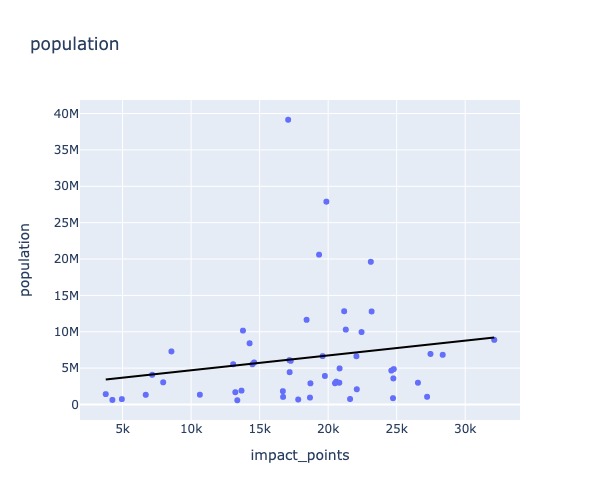 population
40M
35M
30M
25M
20M
15M
10M
5M
0
population
5k 10k 15k 20k 25k 30k
impact_points